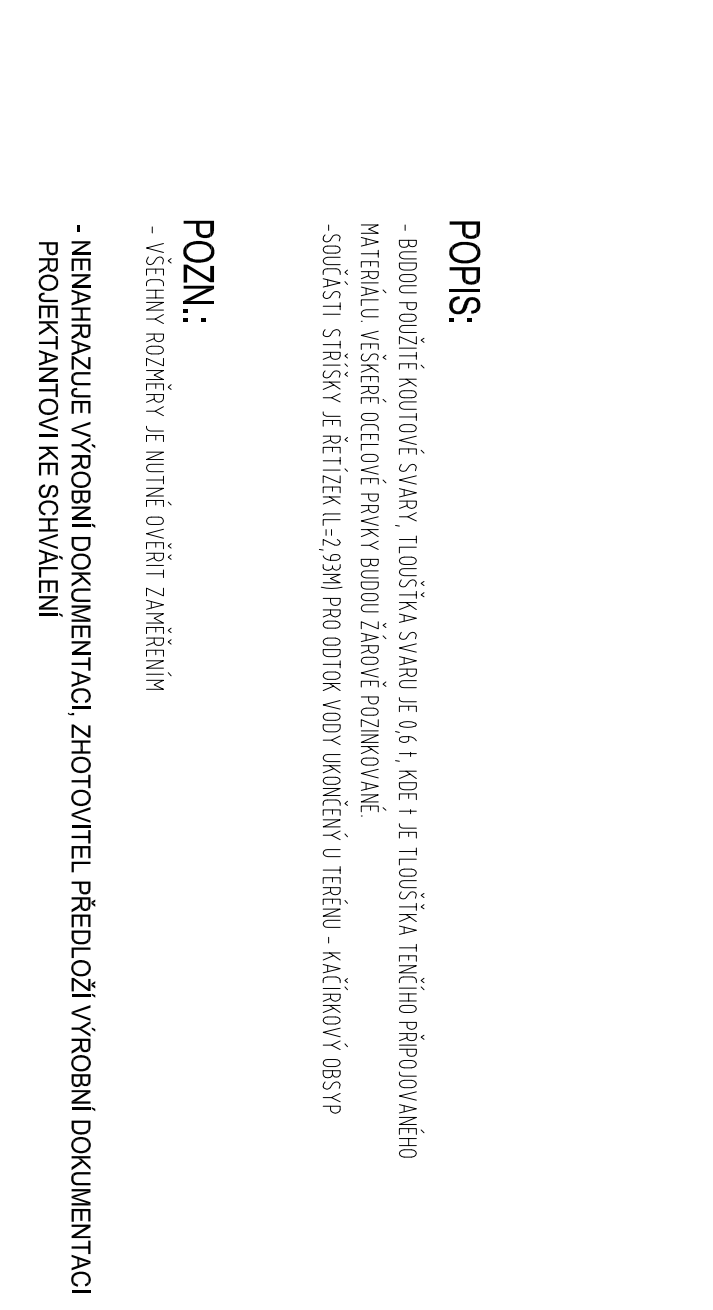 POPIS:
- BUDOU POUŽITÉ KOUTOVÉ SVARY, TLOUŠŤKA SVARU JE 0,6 t, KDE t JE TLOUŠŤKA TENČÍHO PŘIPOJOVANÉHO
MATERIÁLU. VEŠKERÉ OCELOVÉ PRVKY BUDOU ŽÁROVĚ POZINKOVANÉ.
-SOUČÁSTI STŘÍŠKY JE ŘETÍZEK (L=2,93M) PRO ODTOK VODY UKONČENÝ U TERÉNU - KAČÍRKOVÝ OBSYP
POZN.:
- VŠECHNY ROZMĚRY JE NUTNÉ OVĚŘIT ZAMĚŘENÍM
- NENAHRAZUJE VÝROBNÍ DOKUMENTACI, ZHOTOVITEL PŘEDLOŽÍ VÝROBNÍ DOKUMENTACI
PROJEKTANTOVI KE SCHVÁLENÍ